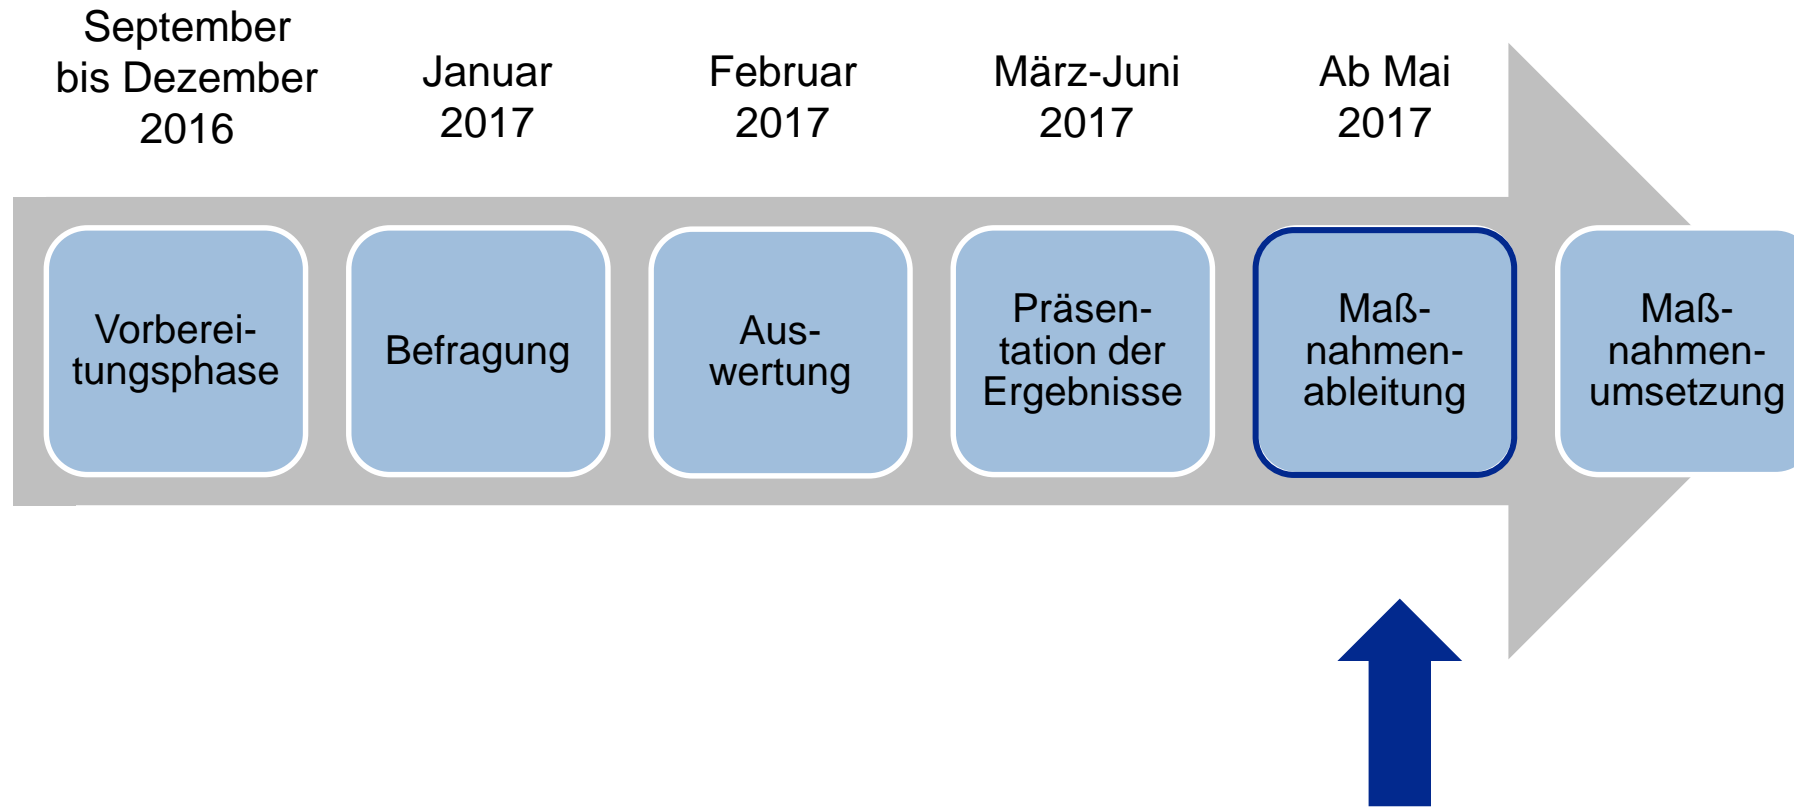 September
bis Dezember
2016
Januar
2017
Februar
2017
März-Juni
2017
Ab Mai
2017
Vorberei-
tungsphase
Befragung
Aus-
wertung
Präsen-
tation der
Ergebnisse
Maß-
nahmen-
ableitung
Maß-
nahmen-
umsetzung